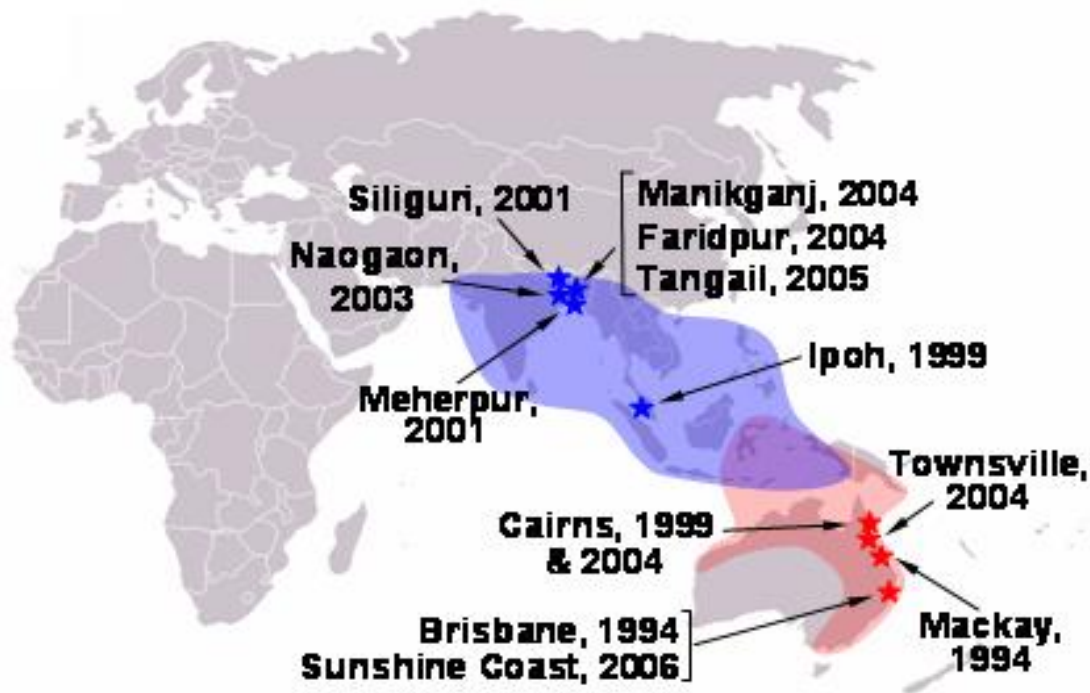 Siliguri, 2001
Manikganj, 2004
Faridpur, 2004
Tangail, 2005
Naogaon,
2003
Ipoh, 1999
Meherpur,
2001
Townsville,
2004
Cairns, 1999
& 2004
Brisbane, 1994
Sunshine Coast, 2006
Mackay,
1994